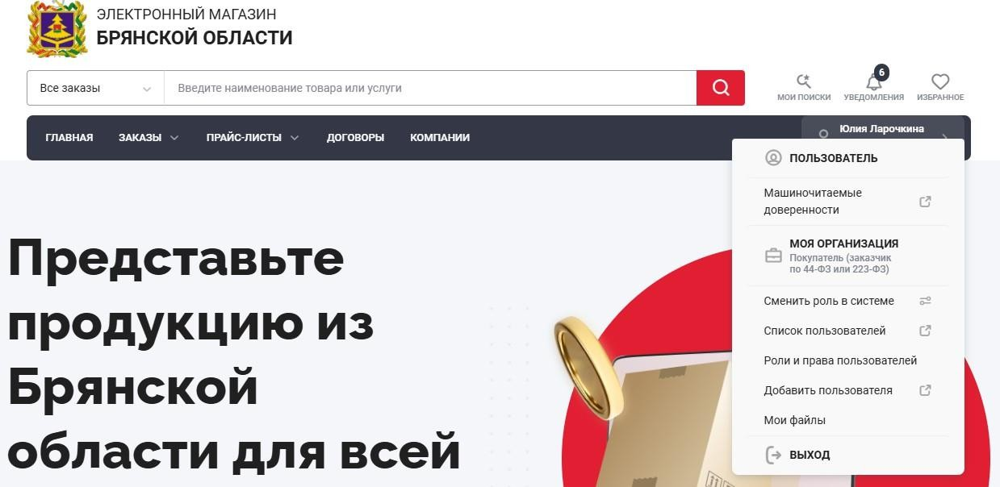 ЭЛЕКТРОННЫЙ МАГАЗИН
БРЯНСКОЙ ОБЛАСТИ
Все заказы
Введите наименование товара или услуги
6
МОИ ПОИСКИ
УВЕДОМЛЕНИЯ
ИЗБРАННОЕ
ГЛАВНАЯ
ЗАКАЗЫ
ПРАЙС-ЛИСТЫ
ДОГОВОРЫ
КОМПАНИИ
Юлия Ларочкина
ПОЛЬЗОВАТЕЛЬ
Машиночитаемые
доверенности
МОЯ ОРГАНИЗАЦИЯ
Покупатель (заказчик
по 44-ФЗ или 223-ФЗ)
Сменить роль в системе
Список пользователей
Роли и права пользователей
Добавить пользователя
Мои файлы
ВЫХОД
Представьте
продукцию из
Брянской
области для всей